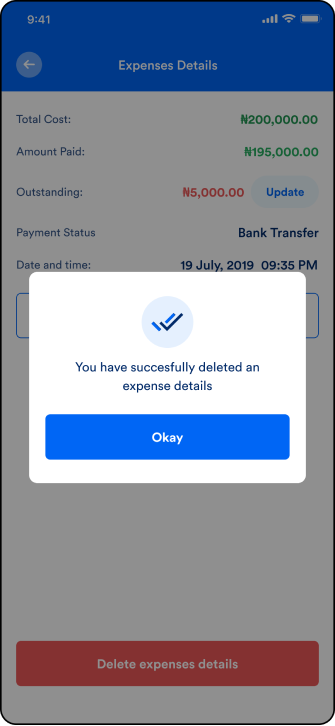 9:41
Expenses Details
Total Cost: ₦200,000.00
Amount Paid: ₦195,000.00
Outstanding: ₦5,000.00 Update
Payment Status Bank Transfer
Date and time: 19 July, 2019 09:35 PM
You have succesfully deleted an
expense details
Okay
Delete expenses details